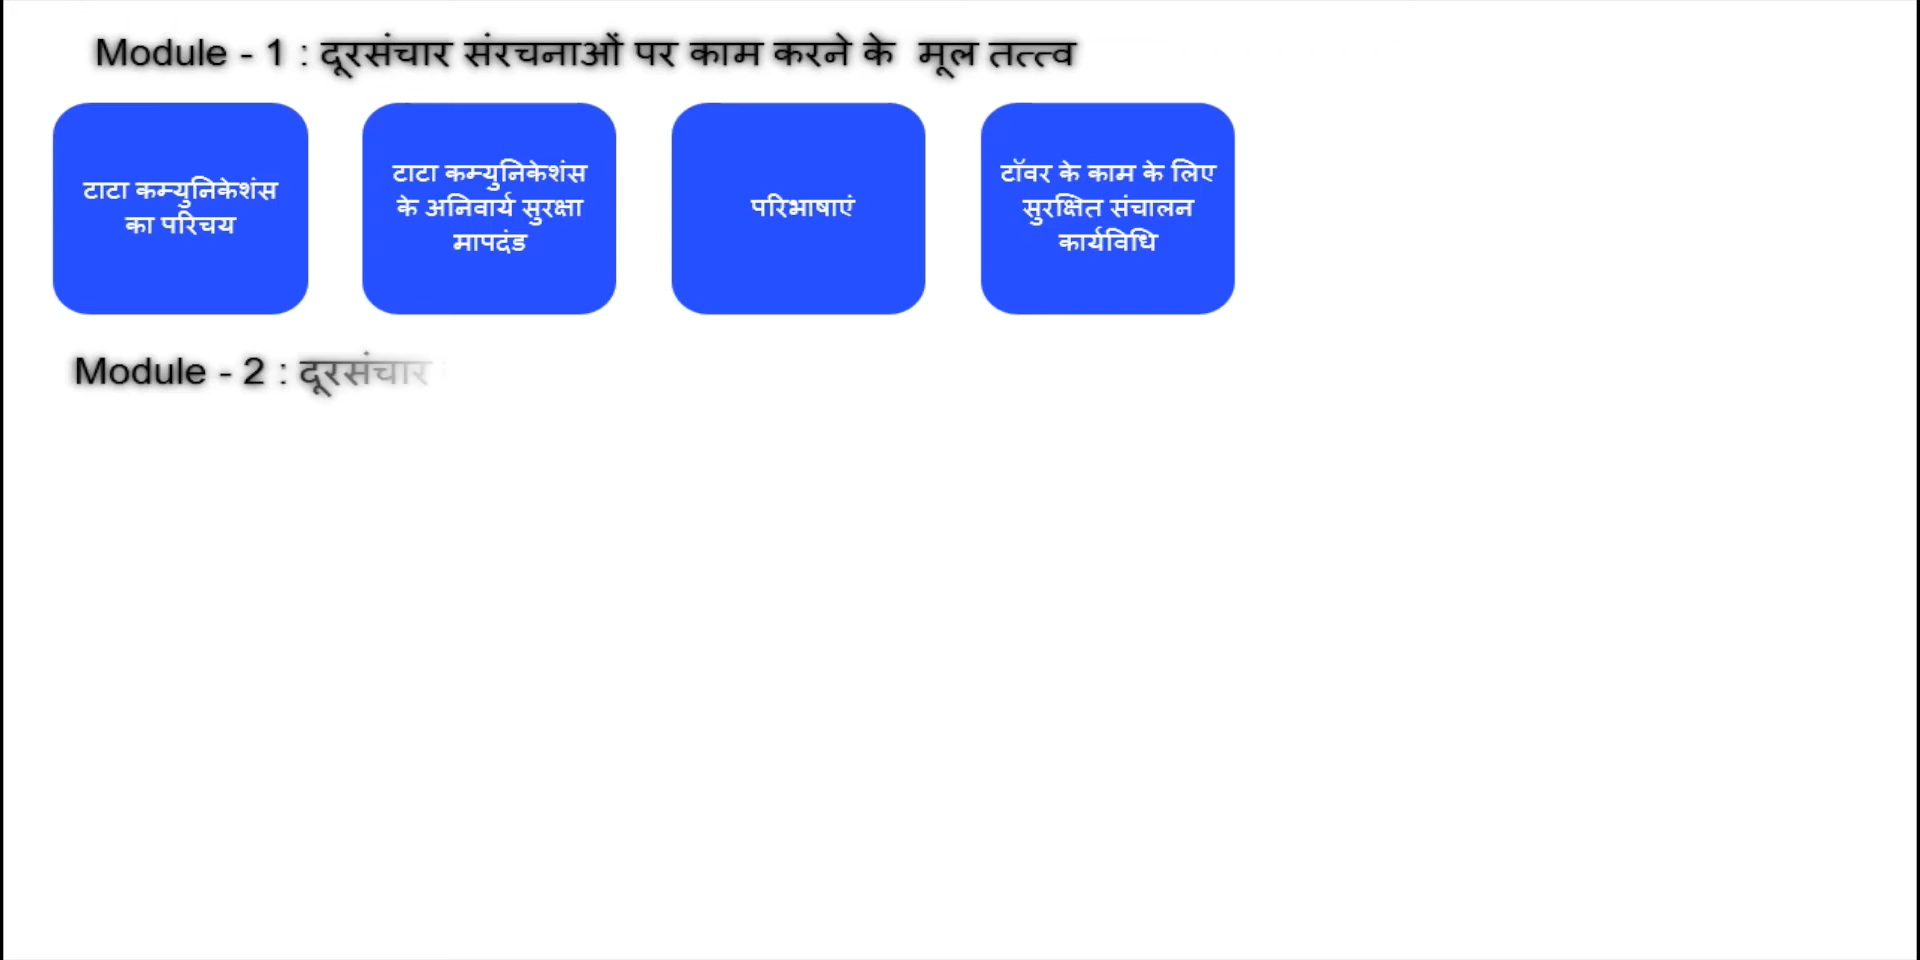 Module - 1 : दूरसंचार संरचनाओं पर काम करने के मूल तत्त्व
टाटा कम्युनिकेशंस
का परिचय
टाटा कम्युनिकेशंस
के अनिवार्य सुरक्षा
मापदंड
परिभाषाएं
टॉवर के काम के लिए
सुरक्षित संचालन
कार्यविधि
Module - 2 : दूरसंचार